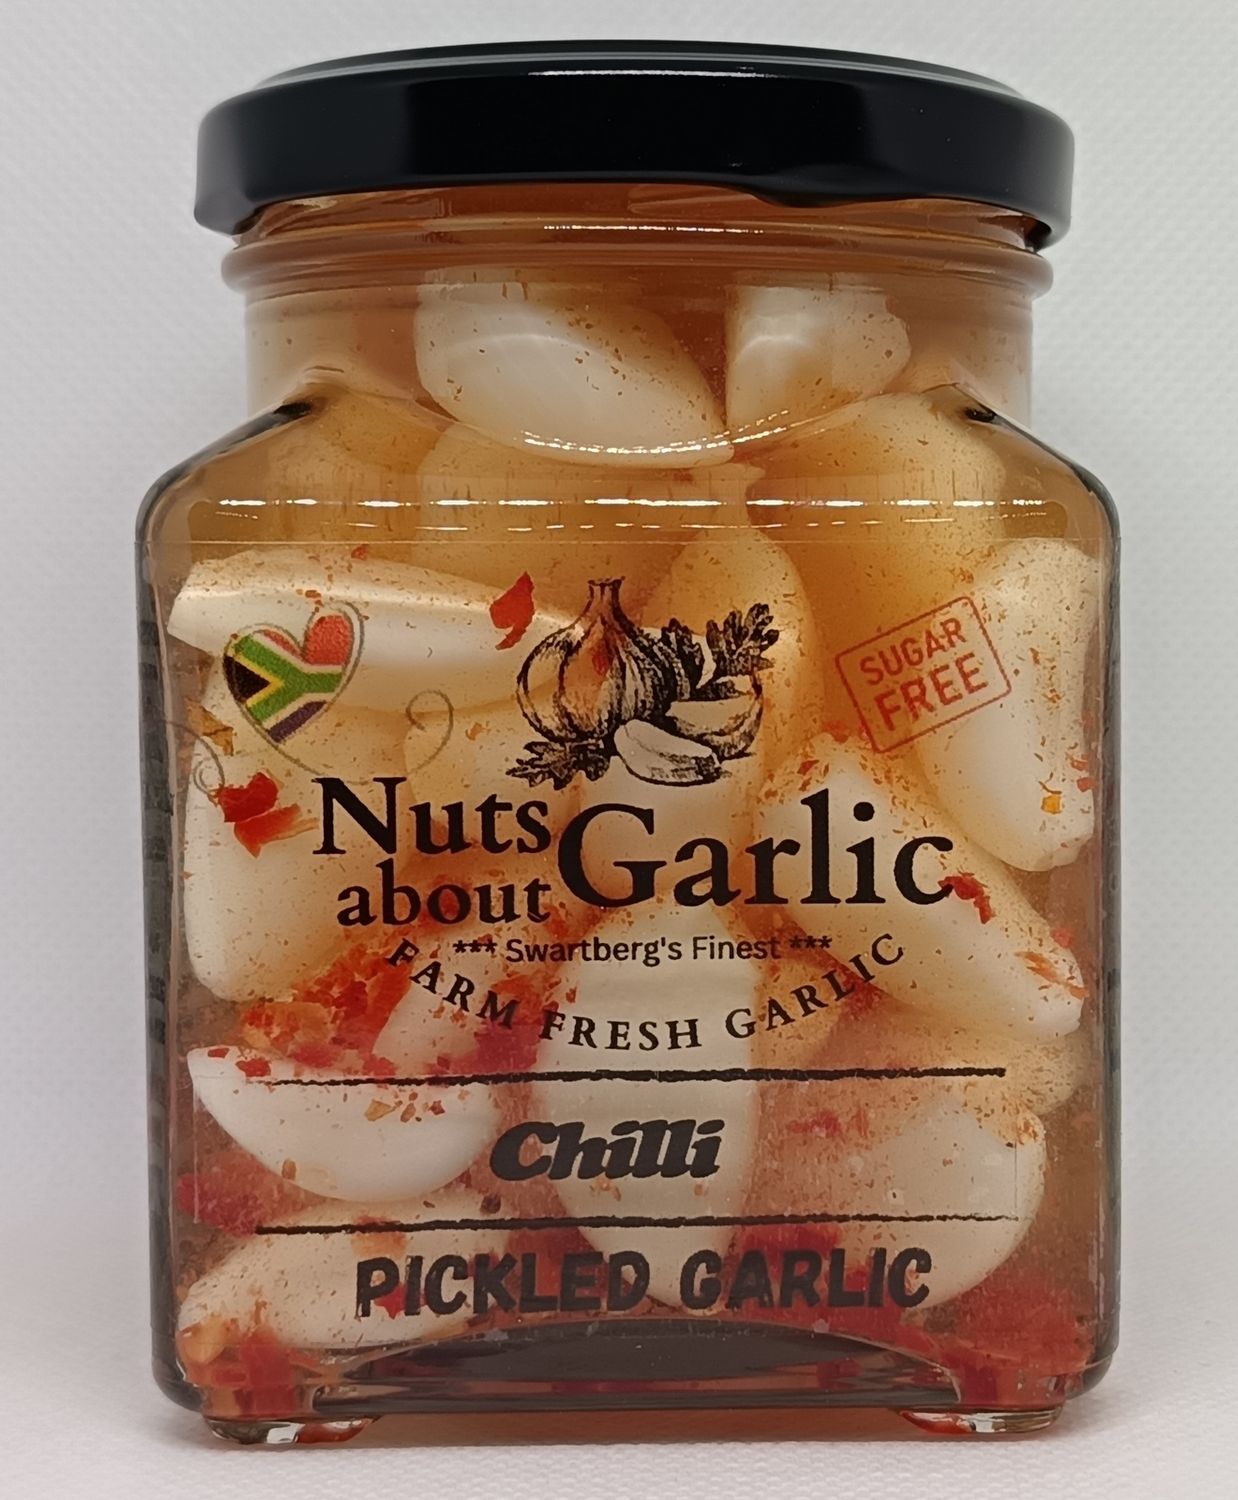 SUGAR
FREE
Nuts
about
Garlic
*** Swartberg's Finest ***
FARM FRESH GARLIC
Chilli
PICKLED GARLIC